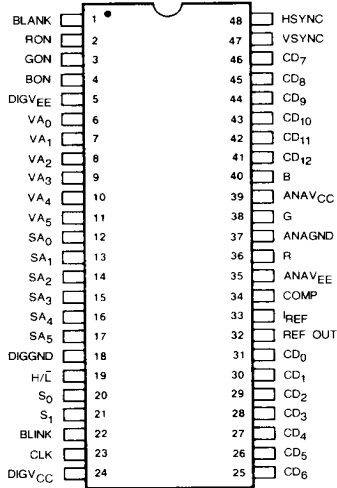 BLANK 1 48 HSYNC
RON 2 47 VSYNC
GON 3 46 CD7
BON 4 45 CD8
DIGVEE 5 44 CD9
VA0 6 43 CD10
VA1 7 42 CD11
VA2 8 41 CD12
VA3 9 40 B
VA4 10 39 ANAVCC
VA5 11 38 G
SA0 12 37 ANAGND
SA1 13 36 R
SA2 14 35 ANAVEE
SA3 15 34 COMP
SA4 16 33 IREF
SA5 17 32 REF OUT
DIGGND 18 31 CD0
H/L̅ 19 30 CD1
S0 20 29 CD2
S1 21 28 CD3
BLINK 22 27 CD4
CLK 23 26 CD5
DIGVCC 24 25 CD6